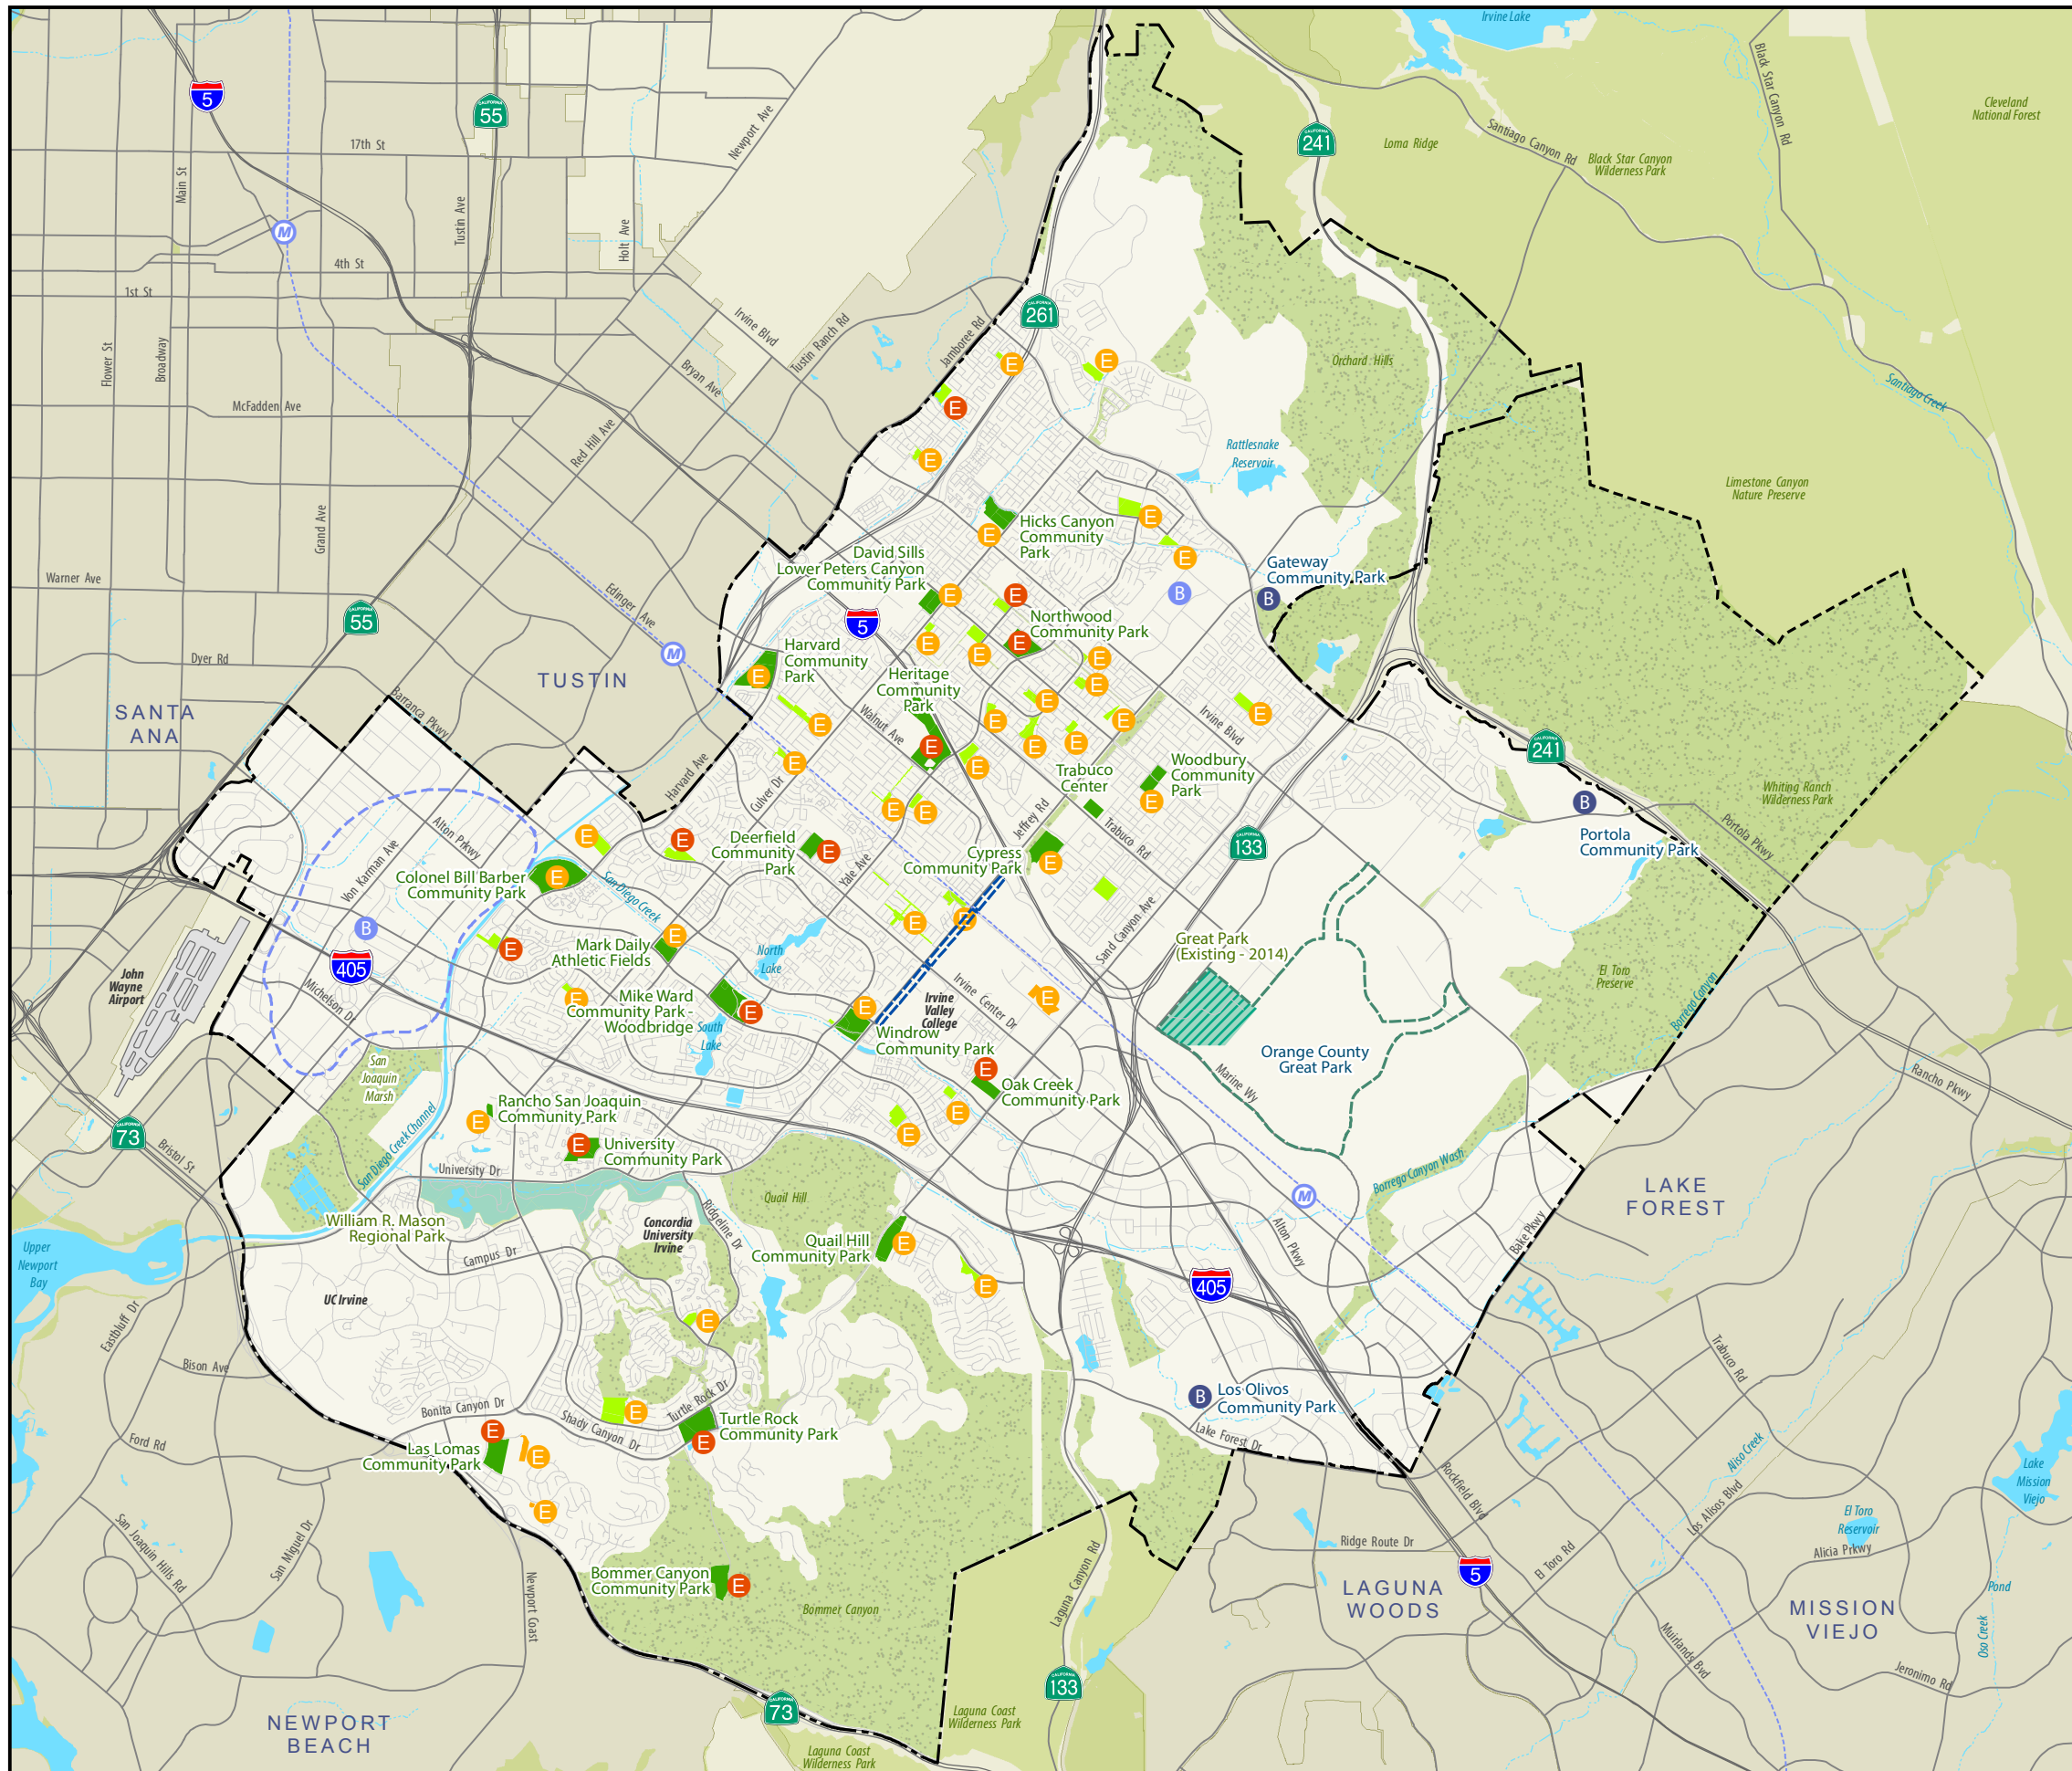 Irvine Lake
5
CALIFORNIA
55
17th St
Newport Ave
CALIFORNIA
241
Loma Ridge
Santiago Canyon Rd
Black Star Canyon
Wilderness Park
Black Star Canyon Rd
Cleveland
National Forest
Main St
Tustin Ave
Holt Ave
M
4th St
1st St
Flower St
Broadway
Irvine Blvd
Tustin Ranch Rd
Jamboree Rd
CALIFORNIA
261
Bryan Ave
McFadden Ave
Red Hill Ave
Grand Ave
Orchard Hills
Santiago Creek
Rattlesnake
Reservoir
Limestone Canyon
Nature Preserve
E
E
E
E
E
E
E
Hicks Canyon
Community
Park
David Sills
Lower Peters Canyon
Community Park
Gateway
Community Park
B
B
Warner Ave
Edinger Ave
CALIFORNIA
55
5
E
E
Northwood
Community Park
E
E
E
E
E
Dyer Rd
M
TUSTIN
Harvard
Community
Park
E
Heritage
Community
Park
E
Barranca Pkwy
SANTA
ANA
Walnut Ave
E
E
E
E
E
E
E
E
E
E
Irvine Blvd
CALIFORNIA
241
Harvard Ave
Culver Dr
Trabuco
Center
Woodbury
Community
Park
E
Whiting Ranch
Wilderness Park
B
Portola
Community Park
Portola Pkwy
Von Karman Ave
Alton Prkwy
E
E
E
E
Deerfield
Community
Park
E
Yale Ave
Jeffrey Rd
Trabuco Rd
Cypress
Community Park
E
CALIFORNIA
133
Colonel Bill Barber
Community Park
E
San Diego Creek
B
405
E
Mark Daily
Athletic Fields
E
North
Lake
E
E
Sand Canyon Ave
Great Park
(Existing - 2014)
John
Wayne
Airport
Michelson Dr
E
Mike Ward
Community Park -
Woodbridge
E
South
Lake
E
Irvine
Valley
College
Irvine Center Dr
E
Windrow
Community Park
El Toro
Preserve
Borrego Canyon
San
Joaquin
Marsh
E
Oak Creek
Community Park
Marine Wy
Orange County
Great Park
Rancho Pkwy
CALIFORNIA
73
Bristol St
San Diego Creek Channel
Rancho San Joaquin
Community Park
E
E
E
E
University
Community Park
University Dr
Borrego Canyon Wash
M
LAKE
FOREST
William R. Mason
Regional Park
Concordia
University
Irvine
Ridgeline Dr
Quail Hill
Quail Hill
Community Park
E
E
Alton Pkwy
Bake Pkwy
Upper
Newport
Bay
Campus Dr
UC Irvine
405
Eastbluff Dr
Bison Ave
E
Trabuco Rd
Bonita Canyon Dr
Shady Canyon Dr
Turtle Rock Dr
E
Turtle Rock
Community Park
E
B
Los Olivos
Community Park
Lake Forest Dr
Ford Rd
E
Las Lomas
Community Park
E
E
Rockfield Blvd
Aliso Creek
Los Alisos Blvd
Lake
Mission
Viejo
El Toro
Reservoir
Alicia Prkwy
San Joaquin Hills Rd
San Miguel Dr
Newport Coast
Bommer Canyon
Community Park
E
Bommer Canyon
Laguna Canyon Rd
Ridge Route Dr
El Toro Rd
5
LAGUNA
WOODS
Muirlands Bvd
MISSION
VIEJO
Pond
Oso Creek
Jeronimo Rd
NEWPORT
BEACH
CALIFORNIA
73
CALIFORNIA
133
Laguna Coast
Wilderness Park
Laguna Coast
Wilderness Park